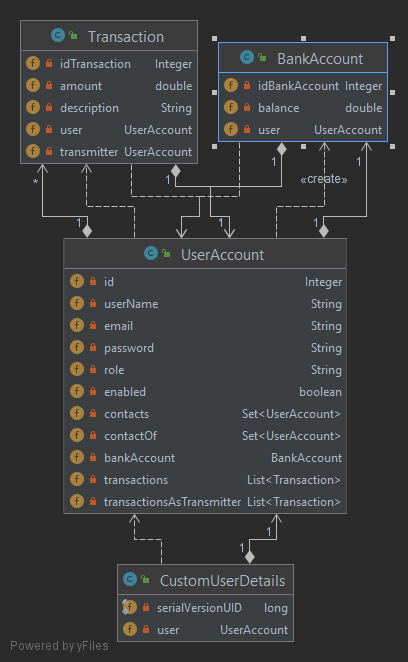 Transaction
idTransaction Integer
amount double
description String
user UserAccount
transmitter UserAccount
BankAccount
idBankAccount Integer
balance double
user UserAccount
* 1 1 «create» 1
1 1
UserAccount
id Integer
userName String
email String
password String
role String
enabled boolean
contacts Set<UserAccount>
contactOf Set<UserAccount>
bankAccount BankAccount
transactions List<Transaction>
transactionsAsTransmitter List<Transaction>
1
1
CustomUserDetails
serialVersionUID long
user UserAccount
Powered by yFiles